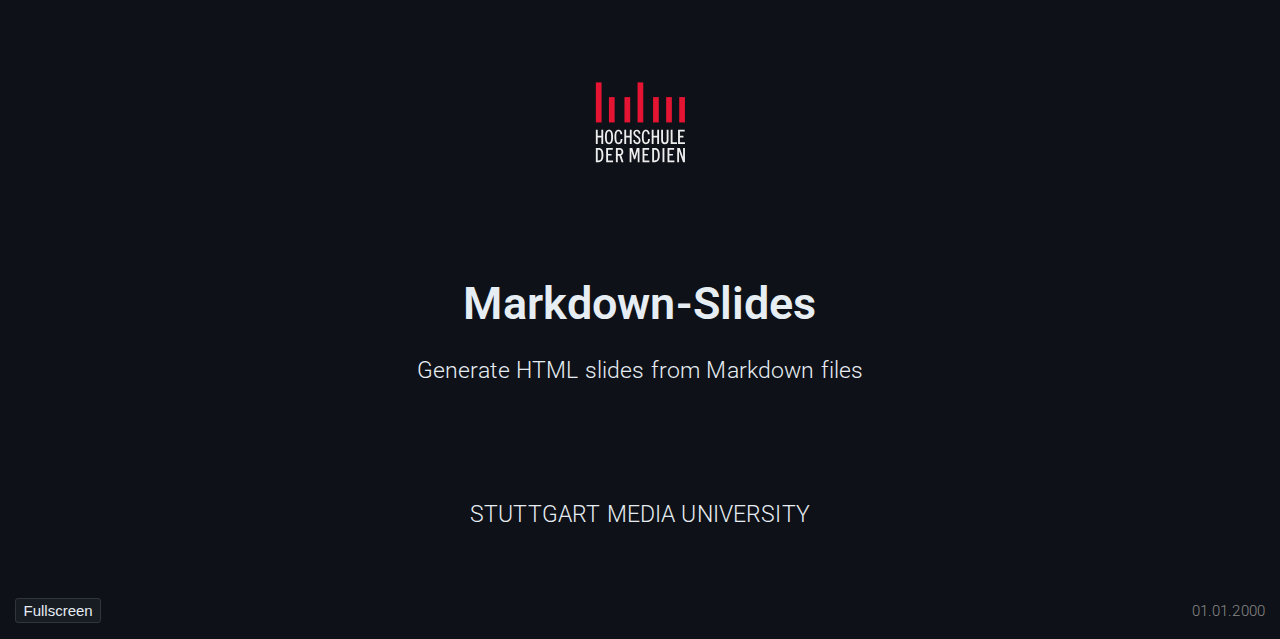 HOCHSCHULE
DER MEDIEN
Markdown-Slides
Generate HTML slides from Markdown files
STUTTGART MEDIA UNIVERSITY
Fullscreen
01.01.2000